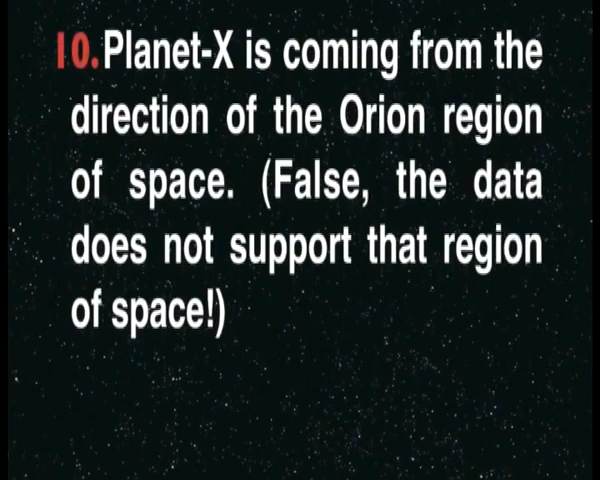 10. Planet-X is coming from the
direction of the Orion region
of space. (False, the data
does not support that region
of space!)